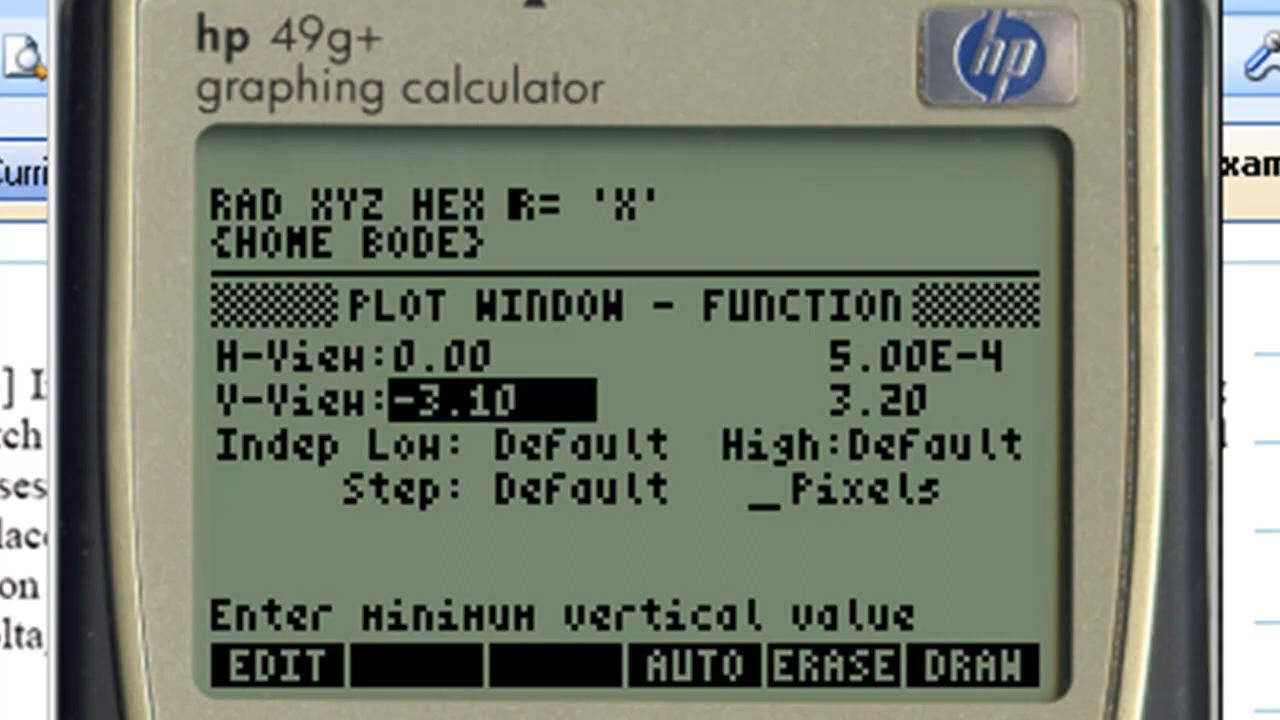 hp 49g+
hp
graphing calculator
RAD XYZ HEX R= 'X'
{HOME BODE}
PLOT WINDOW - FUNCTION
H-View:0.00 5.00E-4
V-View:-3.10 3.20
Indep Low: Default High:Default
Step: Default _Pixels
Enter minimum vertical value
EDIT AUTO ERASE DRAW